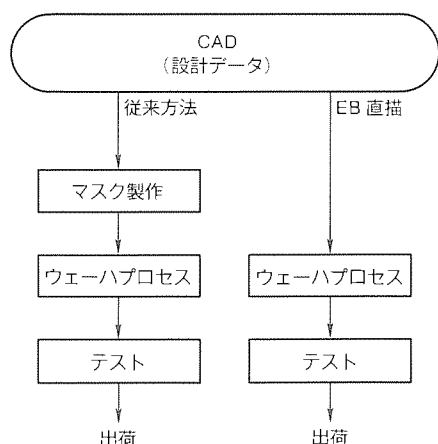 CAD
（設計データ）
従来方法
EB 直描
マスク製作
ウェーハプロセス
ウェーハプロセス
テスト
テスト
出荷
出荷